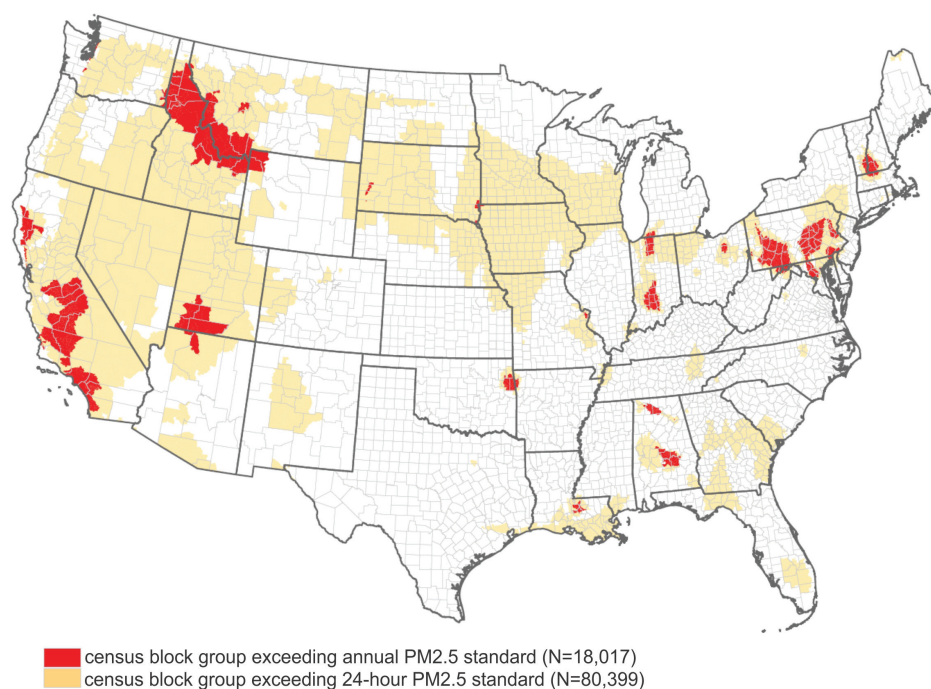 census block group exceeding annual PM2.5 standard (N=18,017)
census block group exceeding 24-hour PM2.5 standard (N=80,399)